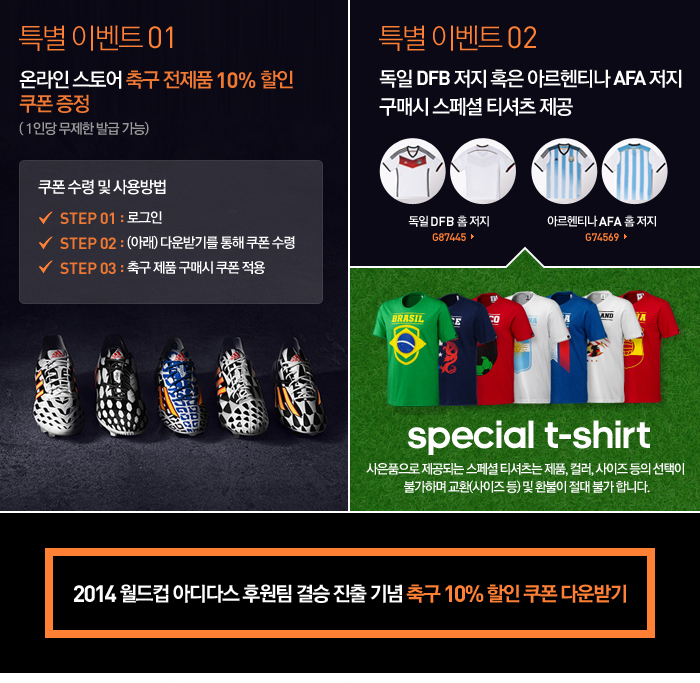 특별 이벤트 01
온라인 스토어 축구 전제품 10% 할인
쿠폰 증정
( 1인당 무제한 발급 가능)
쿠폰 수령 및 사용방법
STEP 01 : 로그인
STEP 02 : (아래) 다운받기를 통해 쿠폰 수령
STEP 03 : 축구 제품 구매시 쿠폰 적용
특별 이벤트 02
독일 DFB 저지 혹은 아르헨티나 AFA 저지
구매시 스페셜 티셔츠 제공
독일 DFB 홈 저지
G87445
아르헨티나 AFA 홈 저지
G74569
BRASIL
special t-shirt
사은품으로 제공되는 스페셜 티셔츠는 제품, 컬러, 사이즈 등의 선택이
불가하며 교환(사이즈 등) 및 환불이 절대 불가 합니다.
2014 월드컵 아디다스 후원팀 결승 진출 기념 축구 10% 할인 쿠폰 다운받기